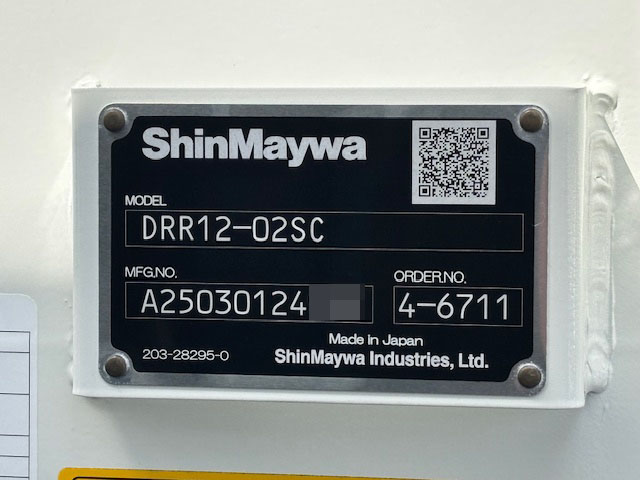 ShinMaywa
MODEL
DRR12-02SC
MFG.NO. ORDER.NO.
A25030124 4-6711
Made in Japan
203-28295-0 ShinMaywa Industries, Ltd.